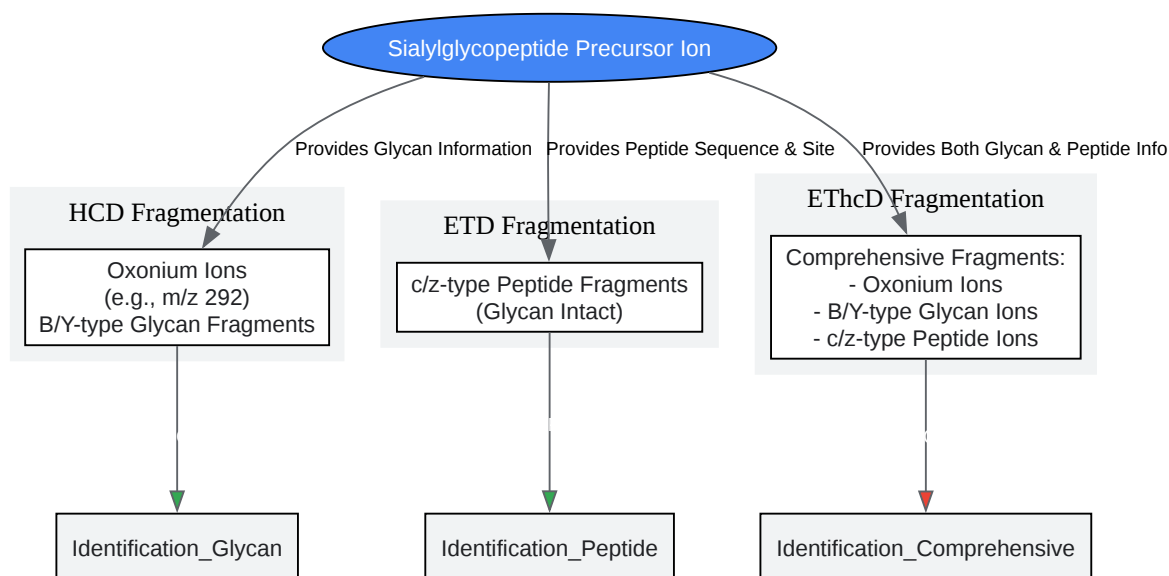 Sialylglycopeptide Precursor Ion
Provides Glycan Information
Provides Peptide Sequence & Site
Provides Both Glycan & Peptide Info
HCD Fragmentation
Oxonium Ions
(e.g., m/z 292)
B/Y-type Glycan Fragments
ETD Fragmentation
c/z-type Peptide Fragments
(Glycan Intact)
EThcD Fragmentation
Comprehensive Fragments:
- Oxonium Ions
- B/Y-type Glycan Ions
- c/z-type Peptide Ions
Identification_Glycan
Identification_Peptide
Identification_Comprehensive